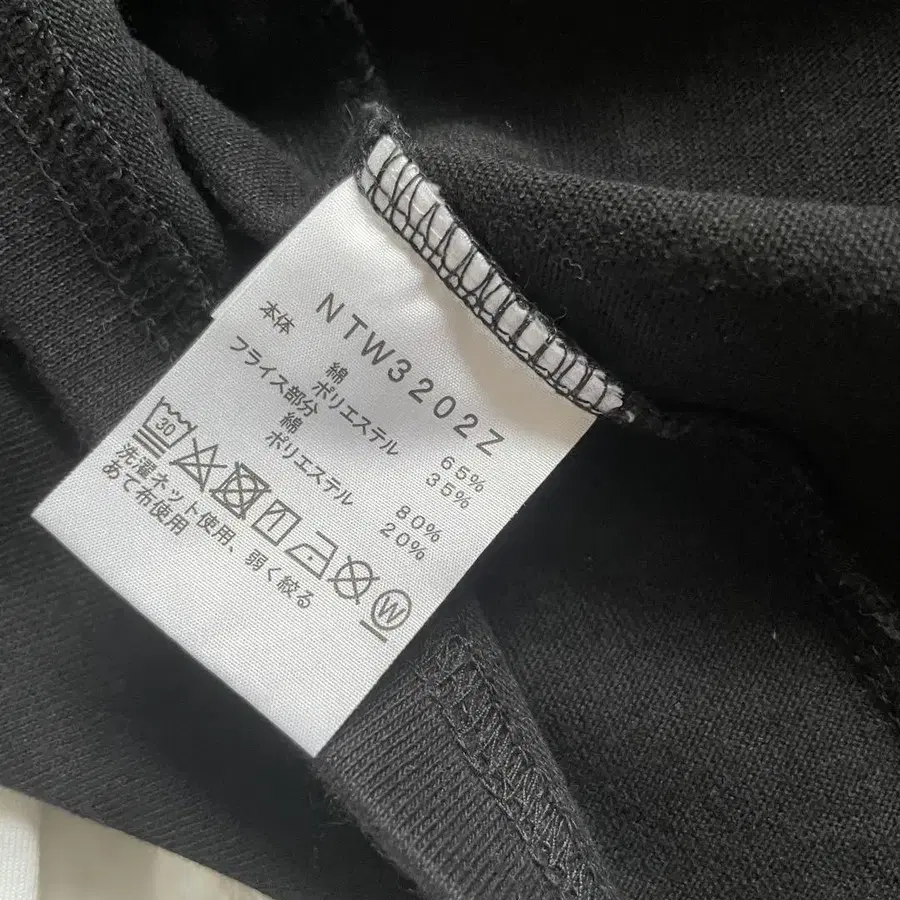 NTW3202Z
本体
綿 65%
ポリエステル 35%
フライス部分
綿 80%
ポリエステル 20%
30
W
洗濯ネット使用、弱く絞る
あて布使用